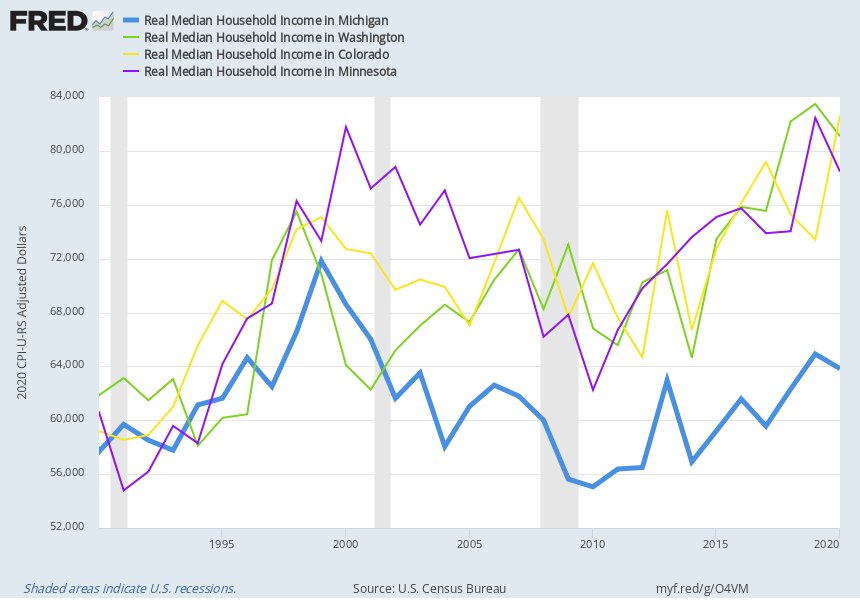 FRED
Real Median Household Income in Michigan
Real Median Household Income in Washington
Real Median Household Income in Colorado
Real Median Household Income in Minnesota
2020 CPI-U-RS Adjusted Dollars
84,000
80,000
76,000
72,000
68,000
64,000
60,000
56,000
52,000
1995 2000 2005 2010 2015 2020
Shaded areas indicate U.S. recessions. Source: U.S. Census Bureau myf.red/g/O4VM